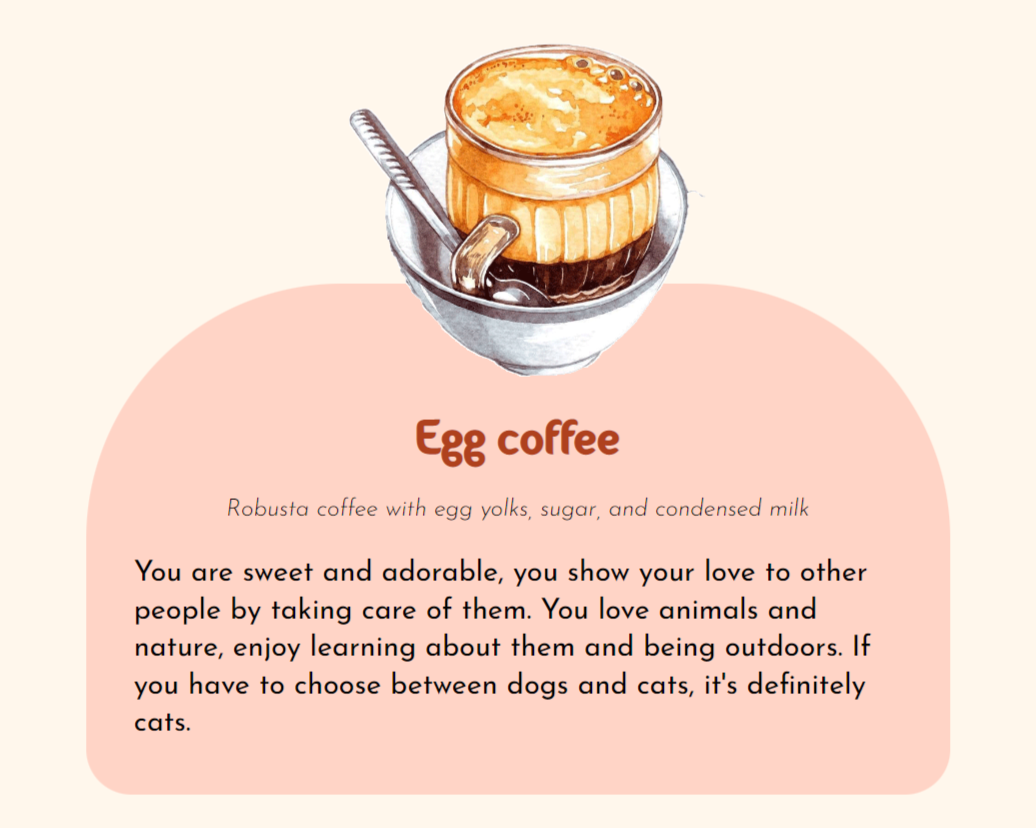 Egg coffee
Robusta coffee with egg yolks, sugar, and condensed milk
You are sweet and adorable, you show your love to other
people by taking care of them. You love animals and
nature, enjoy learning about them and being outdoors. If
you have to choose between dogs and cats, it's definitely
cats.